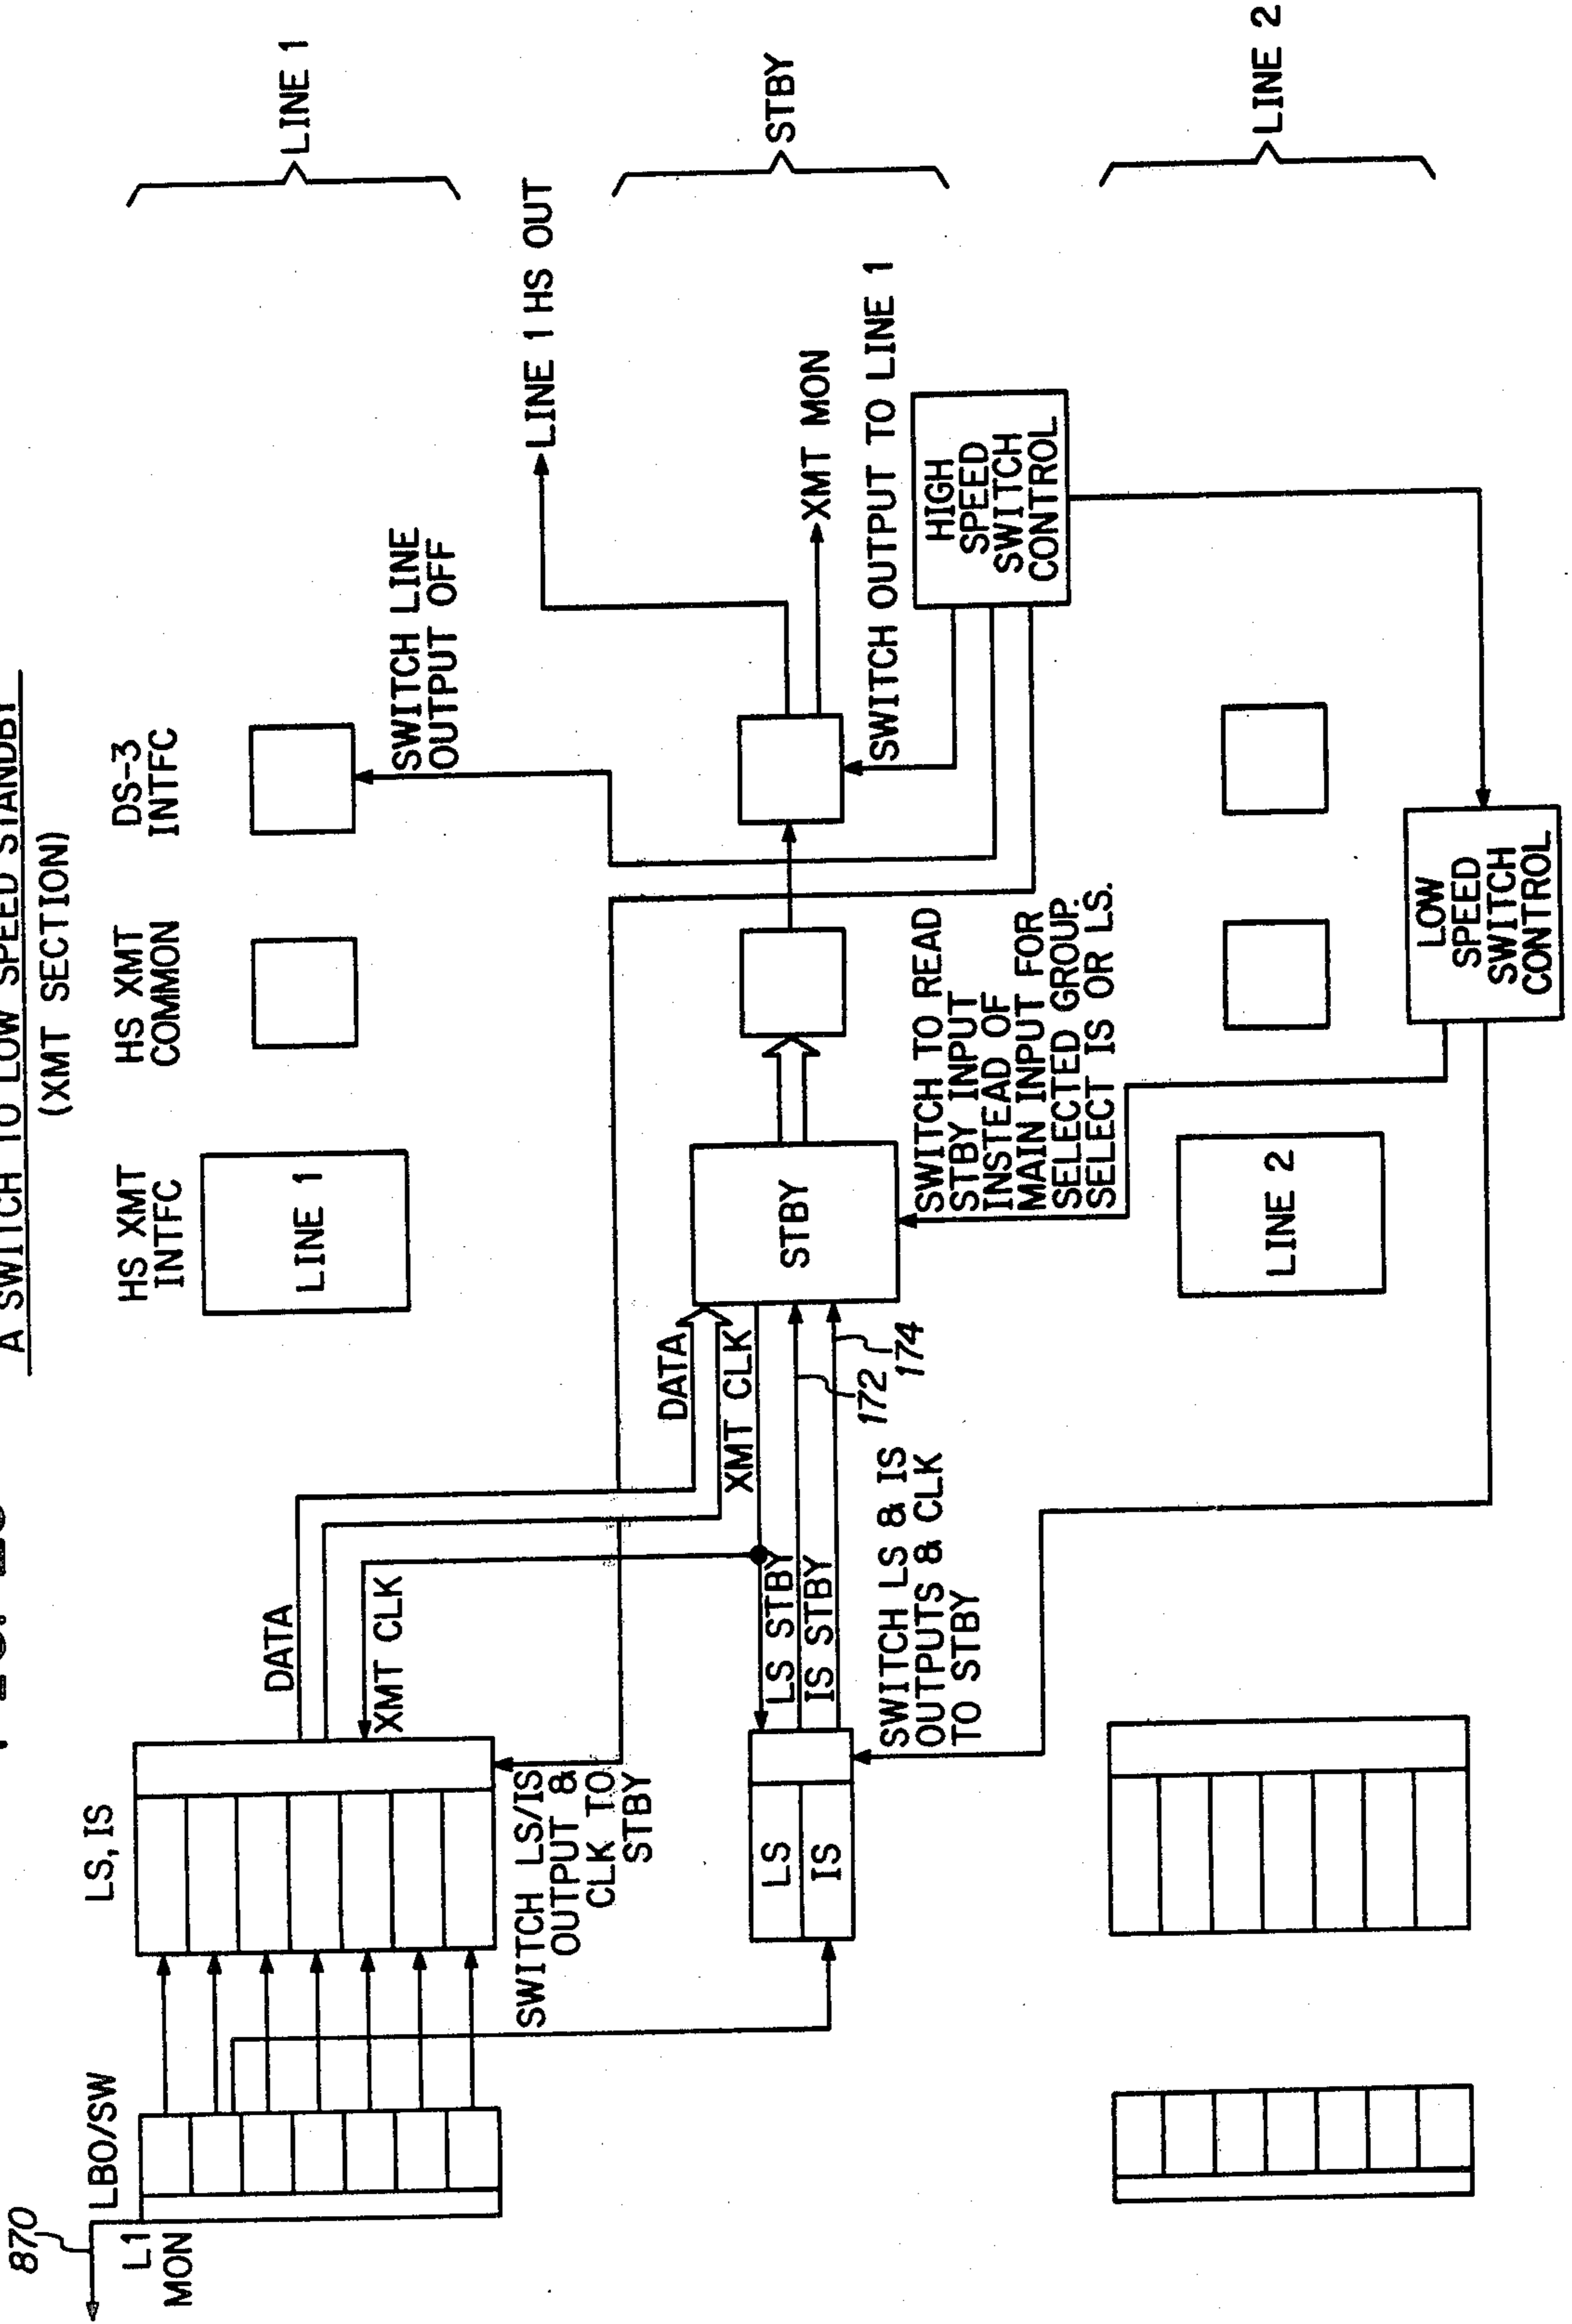 A SWITCH TO LOW SPEED STANDBY
(XMT SECTION)
870
L1
MON
LBO/SW
LS, IS
HS XMT
INTFC
HS XMT
COMMON
DS-3
INTFC
LINE 1
DATA
XMT CLK
LINE 1
SWITCH LINE
OUTPUT OFF
LINE 1 HS OUT
SWITCH LS/IS
OUTPUT &
CLK TO
STBY
DATA
XMT CLK
LS STBY
IS STBY
172
174
LS
IS
STBY
XMT MON
SWITCH OUTPUT TO LINE 1
STBY
SWITCH LS & IS
OUTPUTS & CLK
TO STBY
SWITCH TO READ
STBY INPUT
INSTEAD OF
MAIN INPUT FOR
SELECTED GROUP.
SELECT IS OR LS.
HIGH
SPEED
SWITCH
CONTROL
LINE 2
LINE 2
LOW
SPEED
SWITCH
CONTROL